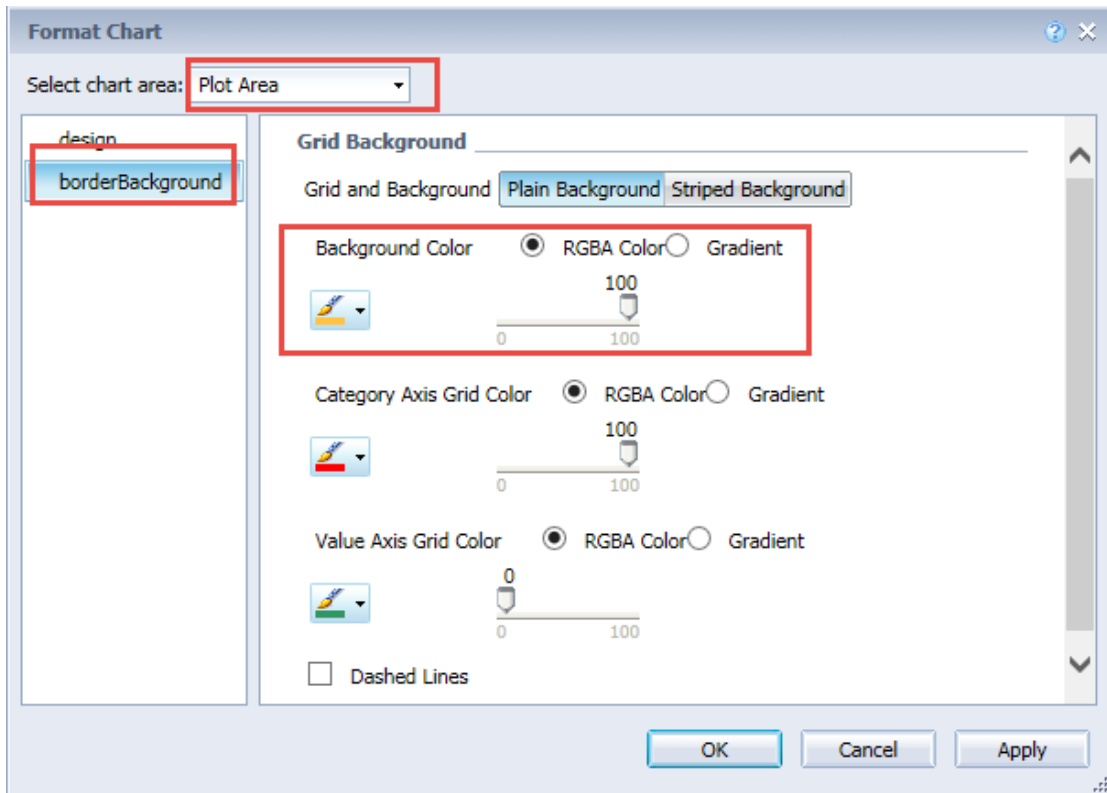 Format Chart
Select chart area: Plot Area
design
borderBackground
Grid Background
Grid and Background Plain Background Striped Background
Background Color RGBA Color Gradient
100
0 100
Category Axis Grid Color RGBA Color Gradient
100
0 100
Value Axis Grid Color RGBA Color Gradient
0
0 100
Dashed Lines
OK Cancel Apply